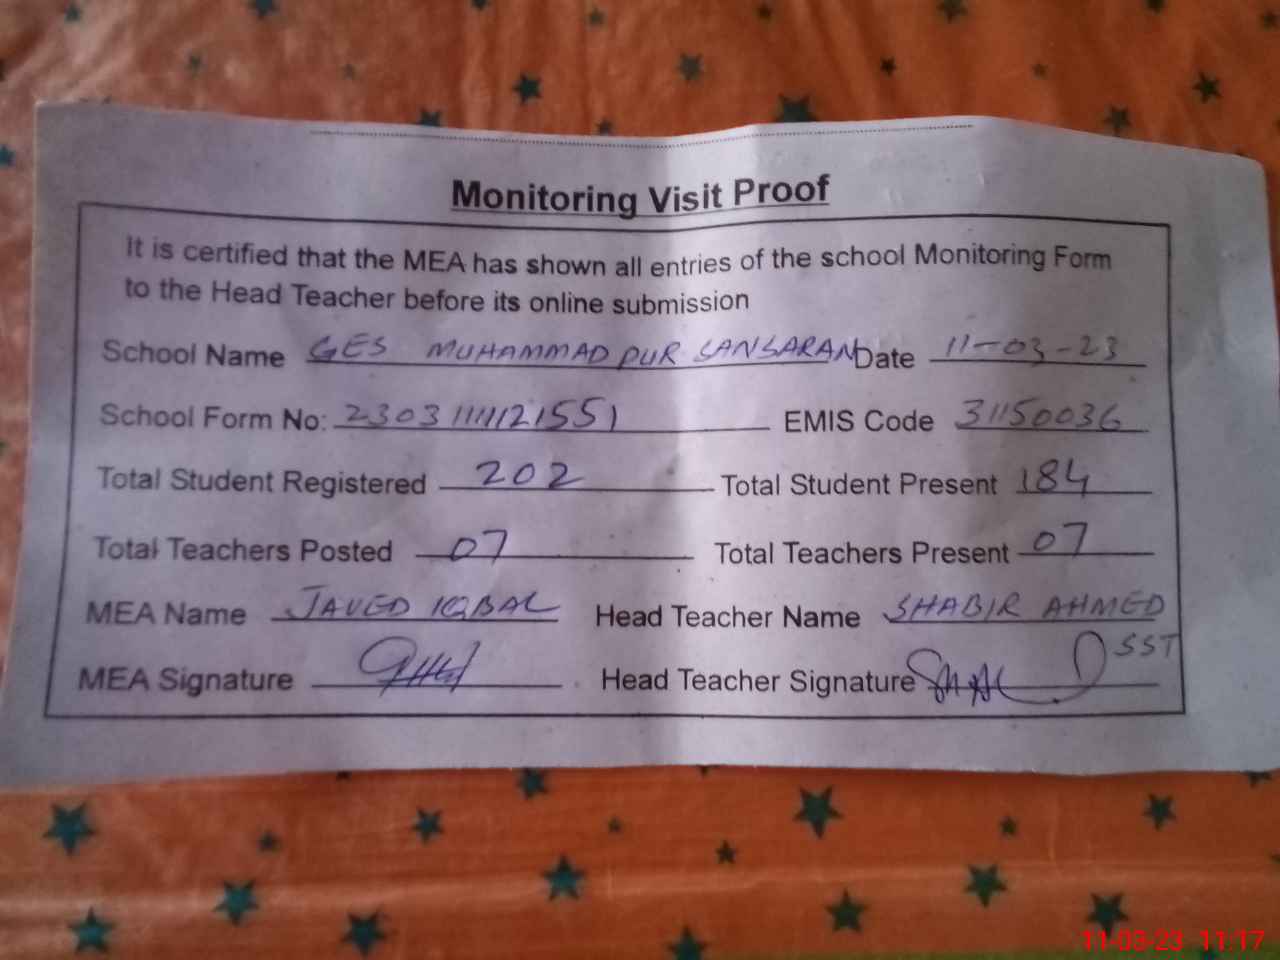 Monitoring Visit Proof
It is certified that the MEA has shown all entries of the school Monitoring Form
to the Head Teacher before its online submission
School Name GES MUHAMMAD PUR SANSARAN Date 11-03-23
School Form No: 2303111111 21551 EMIS Code 31150036
Total Student Registered 202 Total Student Present 184
Total Teachers Posted 07 Total Teachers Present 07
MEA Name JAVED IQBAL Head Teacher Name SHABIR AHMED
SST
MEA Signature Head Teacher Signature
11-03-23 11:17